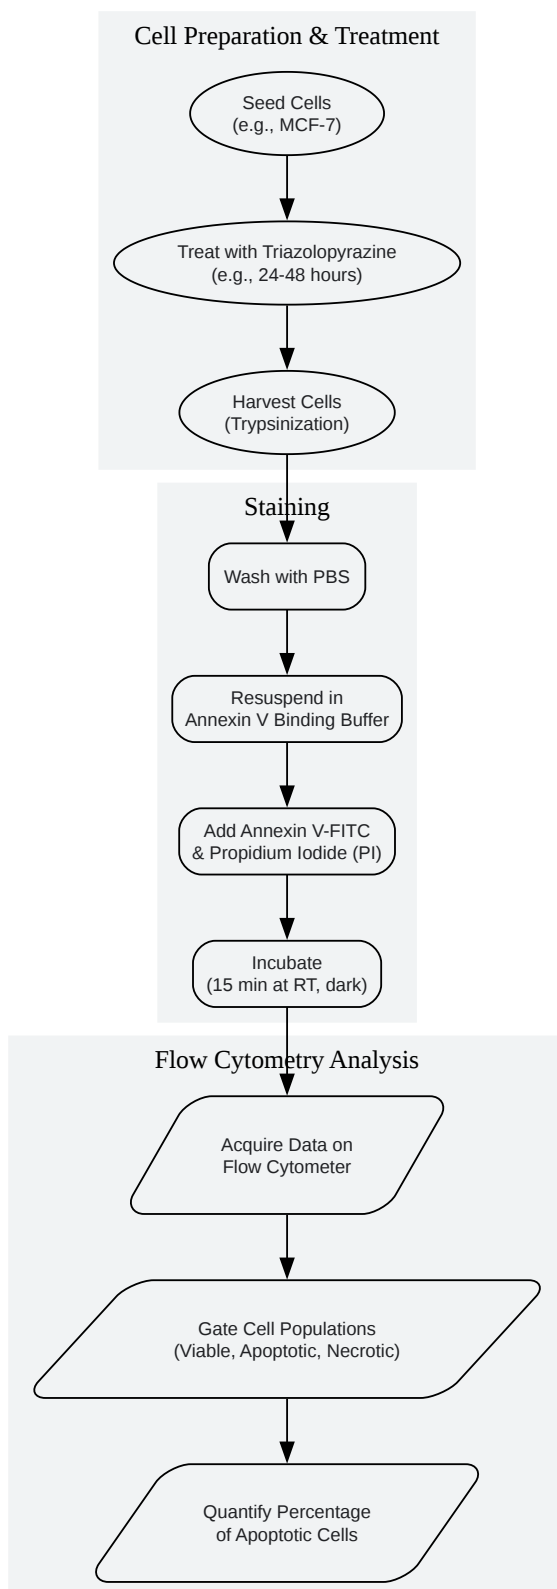 Cell Preparation & Treatment
Seed Cells
(e.g., MCF-7)
Treat with Triazolopyrazine
(e.g., 24-48 hours)
Harvest Cells
(Trypsinization)
Staining
Wash with PBS
Resuspend in
Annexin V Binding Buffer
Add Annexin V-FITC
& Propidium Iodide (PI)
Incubate
(15 min at RT, dark)
Flow Cytometry Analysis
Acquire Data on
Flow Cytometer
Gate Cell Populations
(Viable, Apoptotic, Necrotic)
Quantify Percentage
of Apoptotic Cells